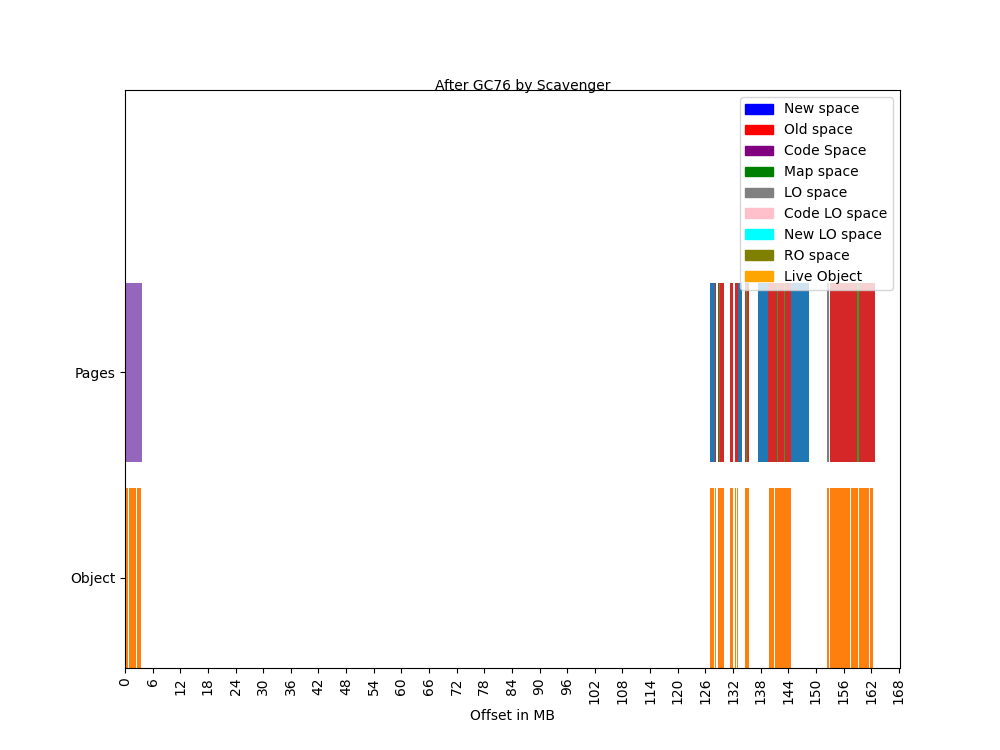 After GC76 by Scavenger
New space
Old space
Code Space
Map space
LO space
Code LO space
New LO space
RO space
Live Object
Pages
Object
0 6 12 18 24 30 36 42 48 54 60 66 72 78 84 90 96 102 108 114 120 126 132 138 144 150 156 162 168
Offset in MB